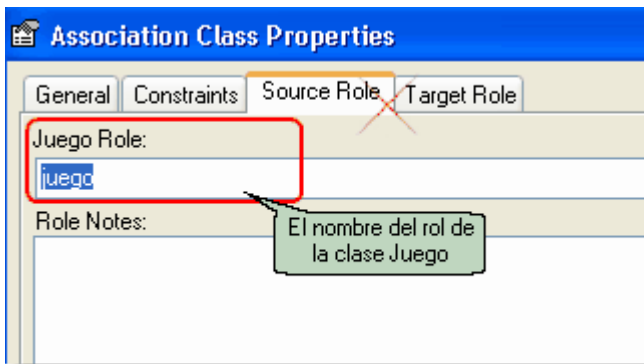 Association Class Properties
General Constraints Source Role Target Role
Juego Role:
juego
Role Notes:
El nombre del rol de
la clase Juego